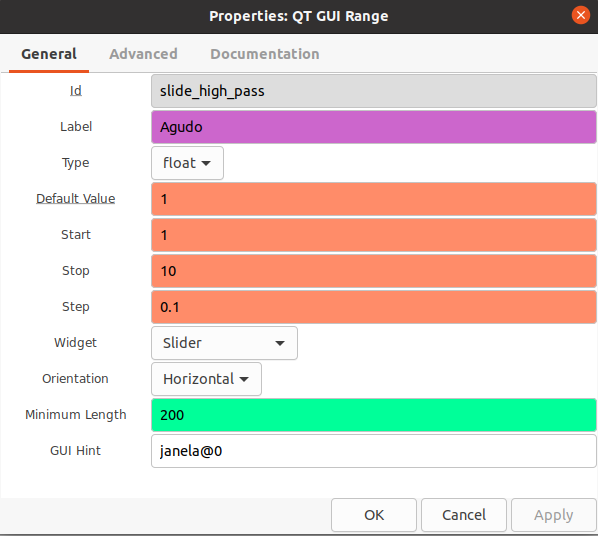 Properties: QT GUI Range
General Advanced Documentation
Id slide_high_pass
Label Agudo
Type float
Default Value 1
Start 1
Stop 10
Step 0.1
Widget Slider
Orientation Horizontal
Minimum Length 200
GUI Hint janela@0
OK Cancel Apply